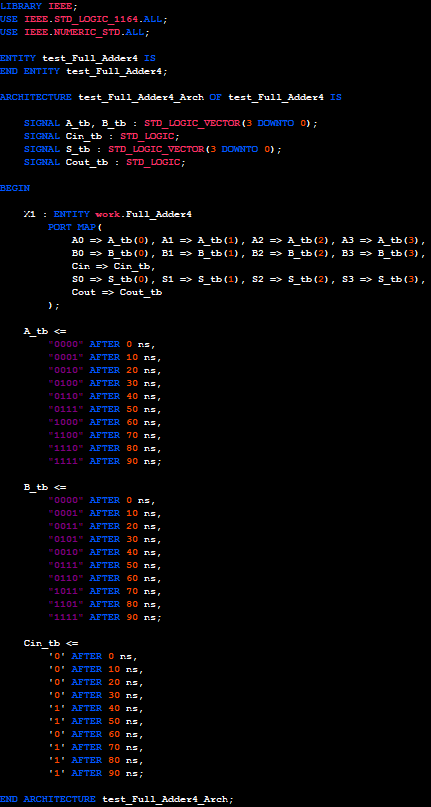 LIBRARY IEEE;
USE IEEE.STD_LOGIC_1164.ALL;
USE IEEE.NUMERIC_STD.ALL;
ENTITY test_Full_Adder4 IS
END ENTITY test_Full_Adder4;
ARCHITECTURE test_Full_Adder4_Arch OF test_Full_Adder4 IS
SIGNAL A_tb, B_tb : STD_LOGIC_VECTOR(3 DOWNTO 0);
SIGNAL Cin_tb : STD_LOGIC;
SIGNAL S_tb : STD_LOGIC_VECTOR(3 DOWNTO 0);
SIGNAL Cout_tb : STD_LOGIC;
BEGIN
X1 : ENTITY work.Full_Adder4
PORT MAP(
A0 => A_tb(0), A1 => A_tb(1), A2 => A_tb(2), A3 => A_tb(3),
B0 => B_tb(0), B1 => B_tb(1), B2 => B_tb(2), B3 => B_tb(3),
Cin => Cin_tb,
S0 => S_tb(0), S1 => S_tb(1), S2 => S_tb(2), S3 => S_tb(3),
Cout => Cout_tb
);
A_tb <=
"0000" AFTER 0 ns,
"0001" AFTER 10 ns,
"0010" AFTER 20 ns,
"0100" AFTER 30 ns,
"0110" AFTER 40 ns,
"0111" AFTER 50 ns,
"1000" AFTER 60 ns,
"1100" AFTER 70 ns,
"1110" AFTER 80 ns,
"1111" AFTER 90 ns;
B_tb <=
"0000" AFTER 0 ns,
"0001" AFTER 10 ns,
"0011" AFTER 20 ns,
"0101" AFTER 30 ns,
"0010" AFTER 40 ns,
"0111" AFTER 50 ns,
"0110" AFTER 60 ns,
"1011" AFTER 70 ns,
"1101" AFTER 80 ns,
"1111" AFTER 90 ns;
Cin_tb <=
'0' AFTER 0 ns,
'0' AFTER 10 ns,
'0' AFTER 20 ns,
'0' AFTER 30 ns,
'1' AFTER 40 ns,
'1' AFTER 50 ns,
'0' AFTER 60 ns,
'1' AFTER 70 ns,
'1' AFTER 80 ns,
'1' AFTER 90 ns;
END ARCHITECTURE test_Full_Adder4_Arch;